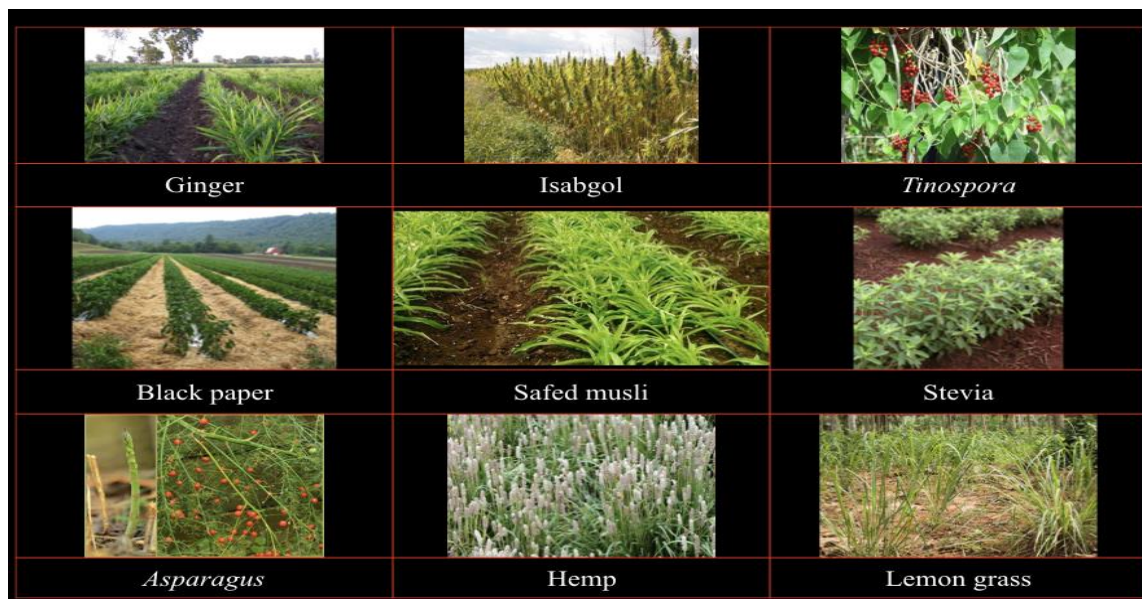 Ginger
Isabgol
Tinospora
Black paper
Safed musli
Stevia
Asparagus
Hemp
Lemon grass